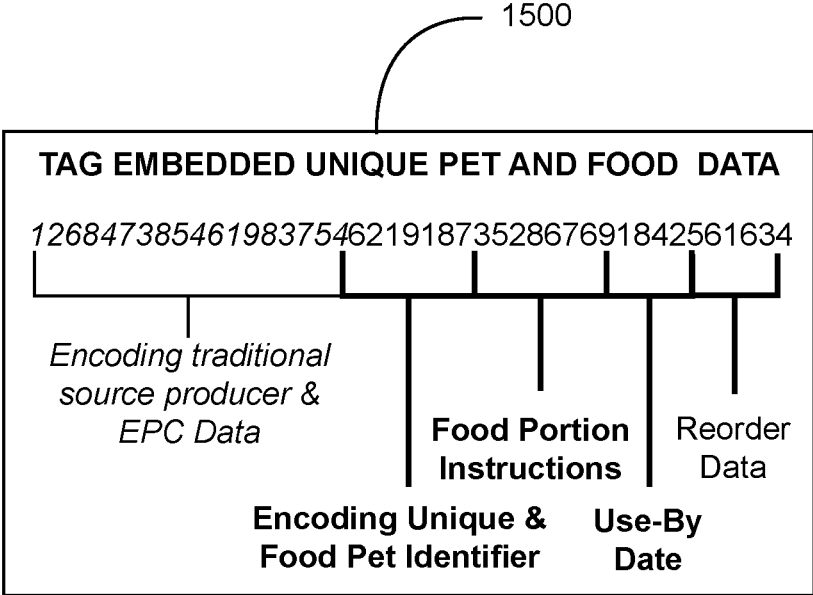 1500
TAG EMBEDDED UNIQUE PET AND FOOD DATA
1268473854619837546219187352867691842561634
Encoding traditional
source producer &
EPC Data
Food Portion
Instructions
Reorder
Data
Encoding Unique &
Food Pet Identifier
Use-By
Date